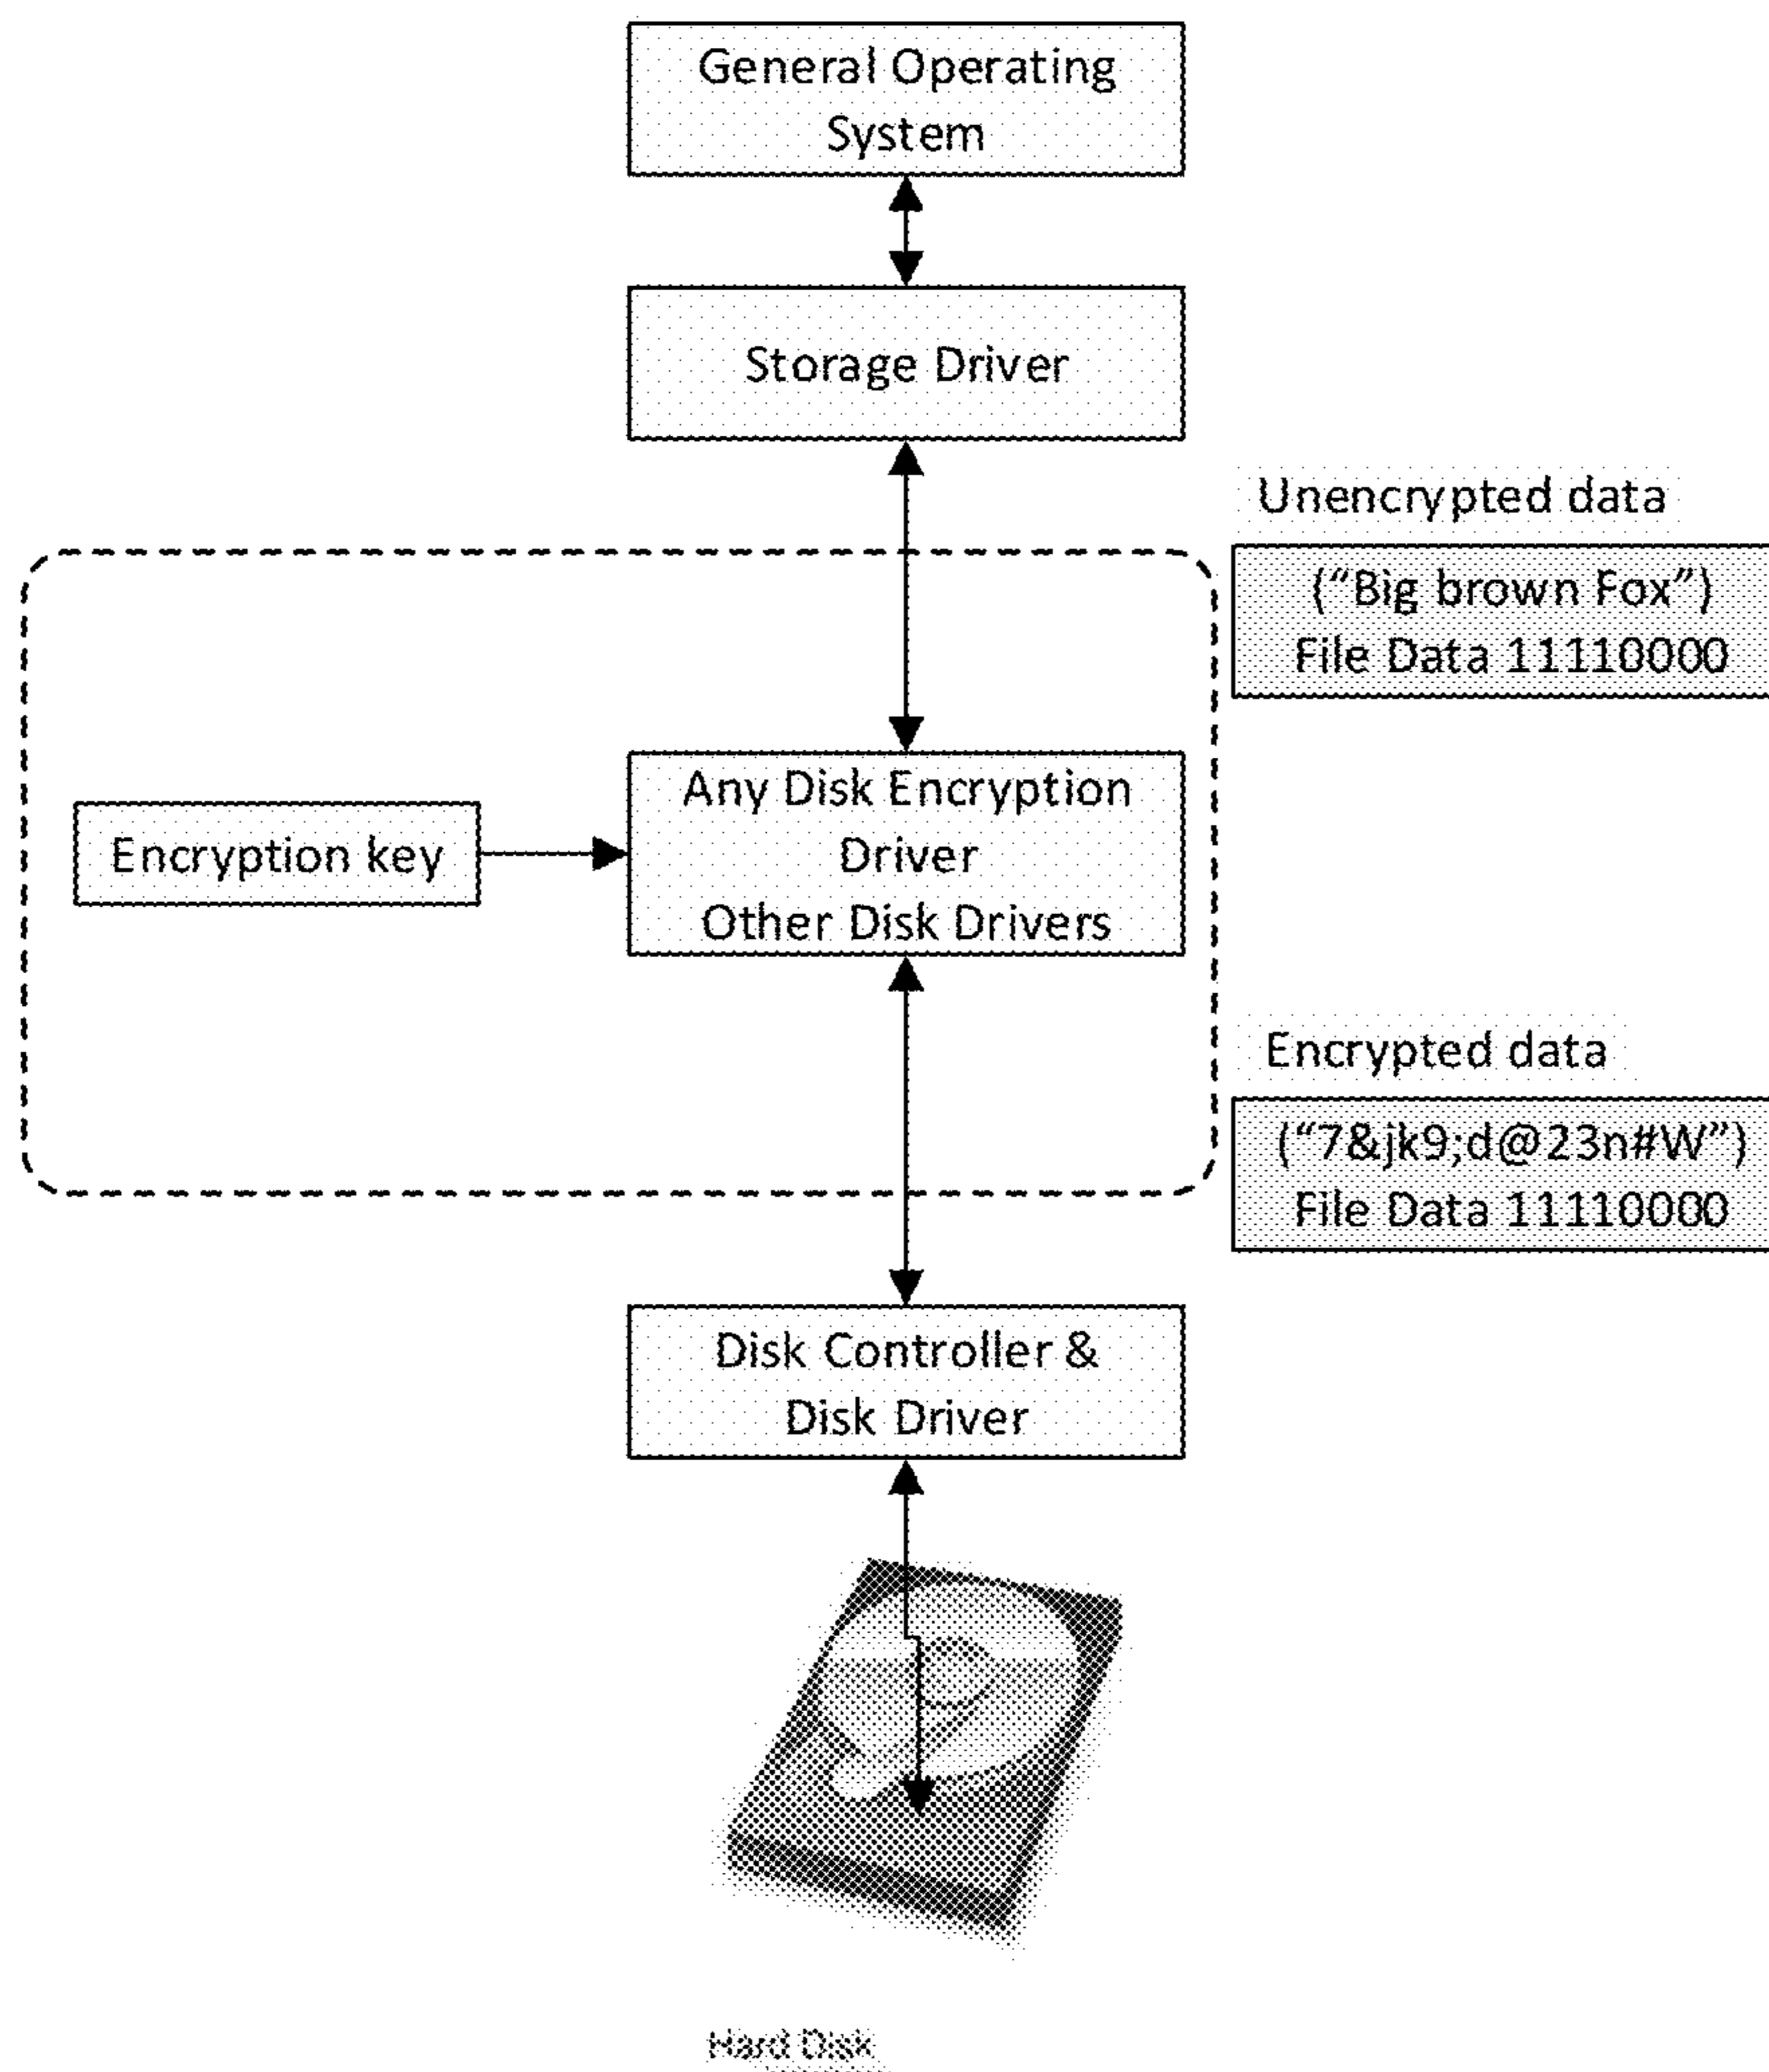 General Operating
System
Storage Driver
Unencrypted data
(“Big brown Fox”)
File Data 11110000
Any Disk Encryption
Driver
Other Disk Drivers
Encryption key
Encrypted data
(“7&jk9;d@23n#W”)
File Data 11110000
Disk Controller &
Disk Driver
Hard Disk